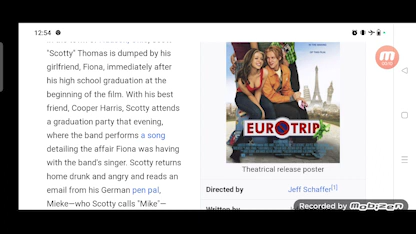 12:54
"Scotty" Thomas is dumped by his
girlfriend, Fiona, immediately after
his high school graduation at the
beginning of the film. With his best
friend, Cooper Harris, Scotty attends
a graduation party that evening,
where the band performs a song
detailing the affair Fiona was having
with the band's singer. Scotty returns
home drunk and angry and reads an
email from his German pen pal,
Mieke—who Scotty calls "Mike"—
EUROTRIP
Theatrical release poster
Directed by
Jeff Schaffer[1]
Written by
Recorded by
MOBIZEN